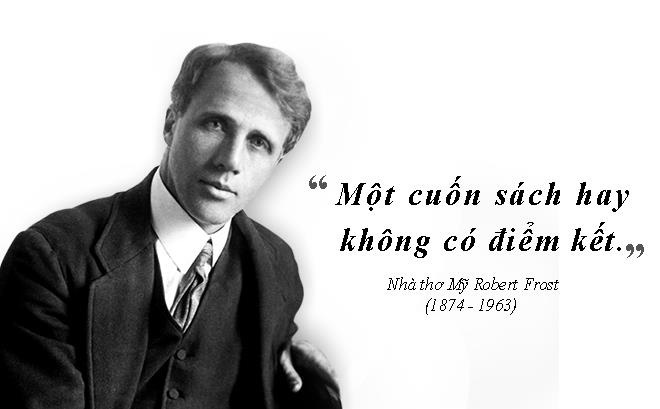 “ Một cuốn sách hay
không có điểm kết.”
Nhà thơ Mỹ Robert Frost
(1874 - 1963)